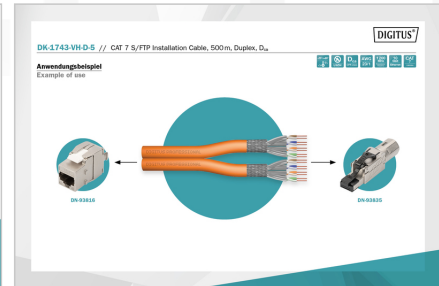 DIGITUS®
DK-1743-VH-D-5 // CAT 7 S/FTP Installation Cable, 500 m, Duplex, Dca
Anwendungsbeispiel
Example of use
DN-93816
DN-93835